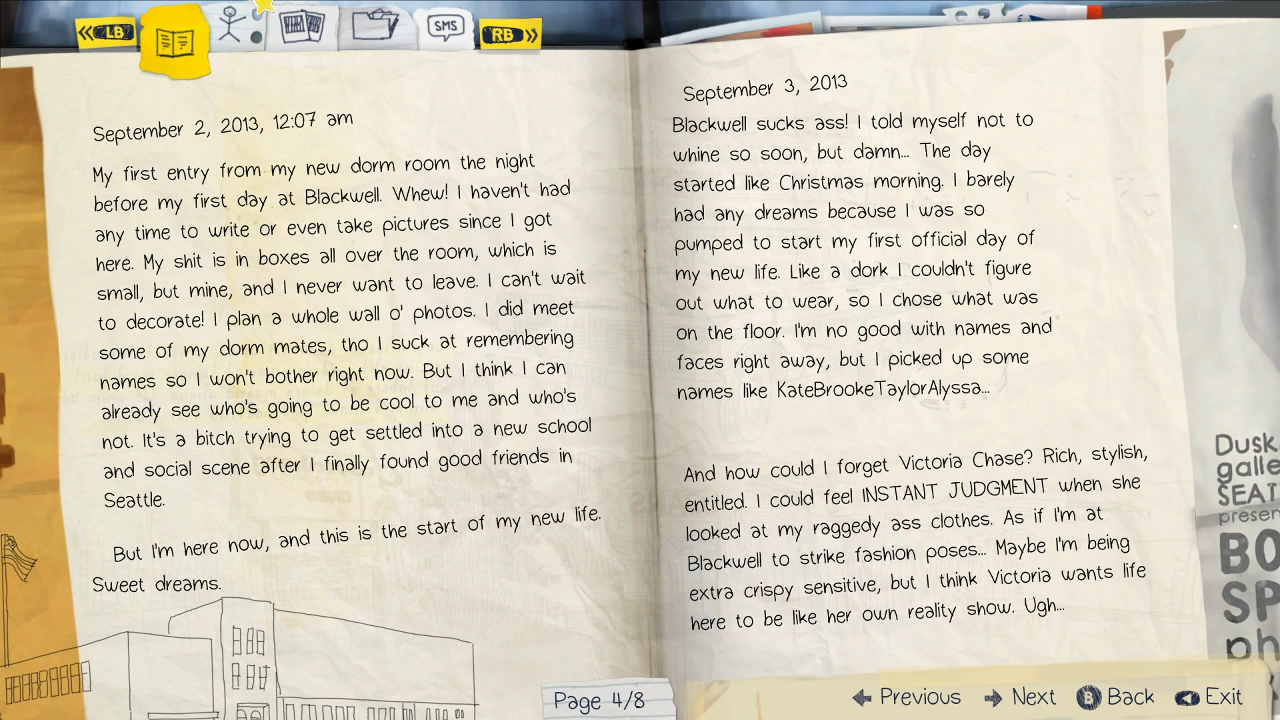 LB
SMS
RB
September 2, 2013, 12:07 am
My first entry from my new dorm room the night
before my first day at Blackwell. Whew! I haven't had
any time to write or even take pictures since I got
here. My shit is in boxes all over the room, which is
small, but mine, and I never want to leave. I can't wait
to decorate! I plan a whole wall o' photos. I did meet
some of my dorm mates, tho I suck at remembering
names so I won't bother right now. But I think I can
already see who's going to be cool to me and who's
not. It's a bitch trying to get settled into a new school
and social scene after I finally found good friends in
Seattle.
But I'm here now, and this is the start of my new life.
Sweet dreams.
September 3, 2013
Blackwell sucks ass! I told myself not to
whine so soon, but damn... The day
started like Christmas morning. I barely
had any dreams because I was so
pumped to start my first official day of
my new life. Like a dork I couldn't figure
out what to wear, so I chose what was
on the floor. I'm no good with names and
faces right away, but I picked up some
names like KateBrookeTaylorAlyssa...
And how could I forget Victoria Chase? Rich, stylish,
entitled. I could feel INSTANT JUDGMENT when she
looked at my raggedy ass clothes. As if I'm at
Blackwell to strike fashion poses... Maybe I'm being
extra crispy sensitive, but I think Victoria wants life
here to be like her own reality show. Ugh...
Dusk
galle
SEAT
presen
BO
SP
ph
Page 4/8
Previous
Next
B Back
Exit